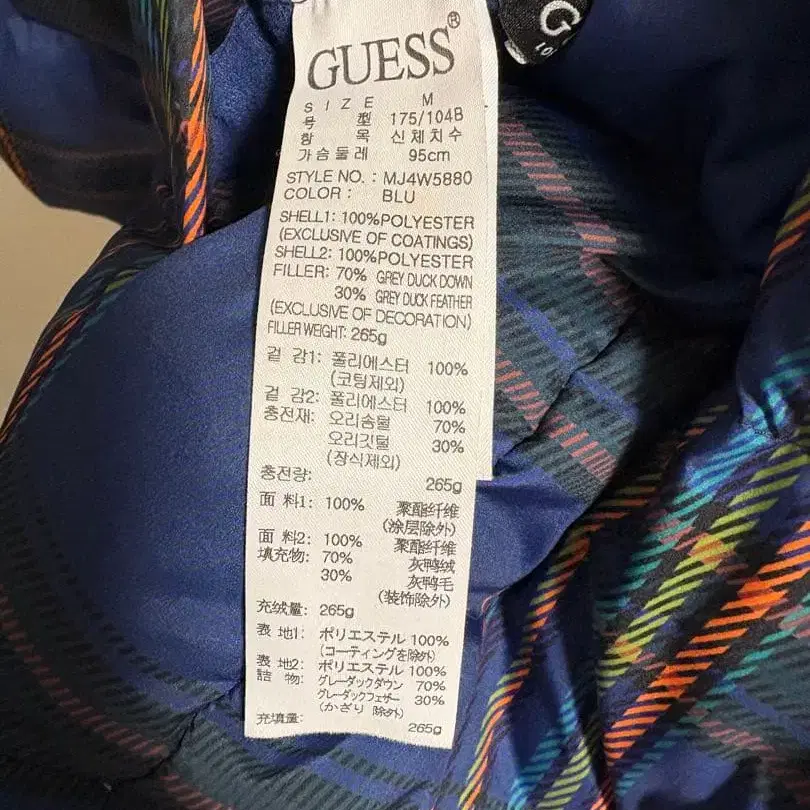 GUESS®
SIZE M
号 型 175/104B
항 목 신체치수
가슴둘레 95cm
STYLE NO. : MJ4W5880
COLOR : BLU
SHELL1: 100%POLYESTER
(EXCLUSIVE OF COATINGS)
SHELL2: 100%POLYESTER
FILLER: 70% GREY DUCK DOWN
30% GREY DUCK FEATHER
(EXCLUSIVE OF DECORATION)
FILLER WEIGHT: 265g
겉 감1: 폴리에스터 100%
(코팅제외)
겉 감2: 폴리에스터 100%
충전재: 오리솜털 70%
오리깃털 30%
(장식제외)
충전량: 265g
面 料1: 100% 聚酯纤维
(涂层除外)
面 料2: 100% 聚酯纤维
填充物: 70% 灰鸭绒
30% 灰鸭毛
(装饰除外)
充绒量: 265g
表 地1: ポリエステル 100%
(コーティングを除外)
表 地2: ポリエステル 100%
詰 物: グレーダックダウン 70%
グレーダックフェザー 30%
(かざり 除外)
充填量: 265g
G